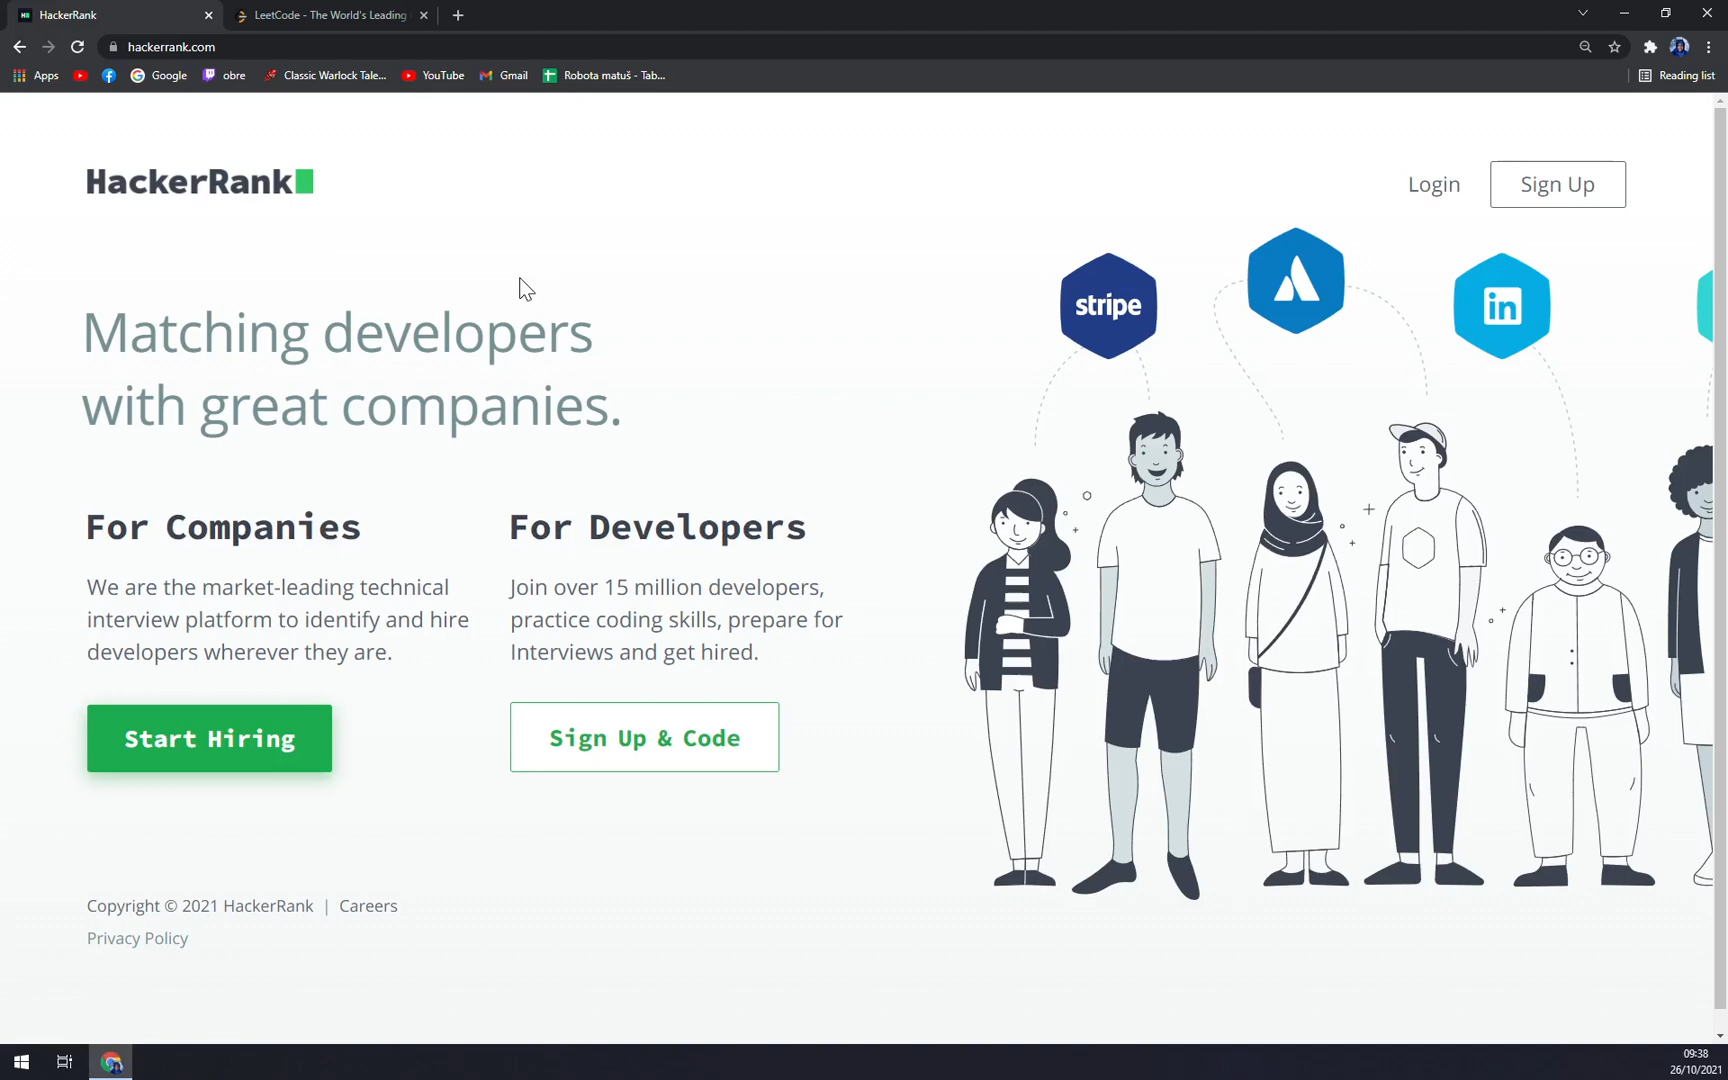 HackerRank
LeetCode - The World's Leading
hackerrank.com
Apps
Google
obre
Classic Warlock Tale...
YouTube
Gmail
Robota matuš - Tab...
Reading list
HackerRank
Login
Sign Up
stripe
in
Matching developers
with great companies.
For Companies
We are the market-leading technical
interview platform to identify and hire
developers wherever they are.
Start Hiring
For Developers
Join over 15 million developers,
practice coding skills, prepare for
Interviews and get hired.
Sign Up & Code
Copyright © 2021 HackerRank | Careers
Privacy Policy
09:38
26/10/2021